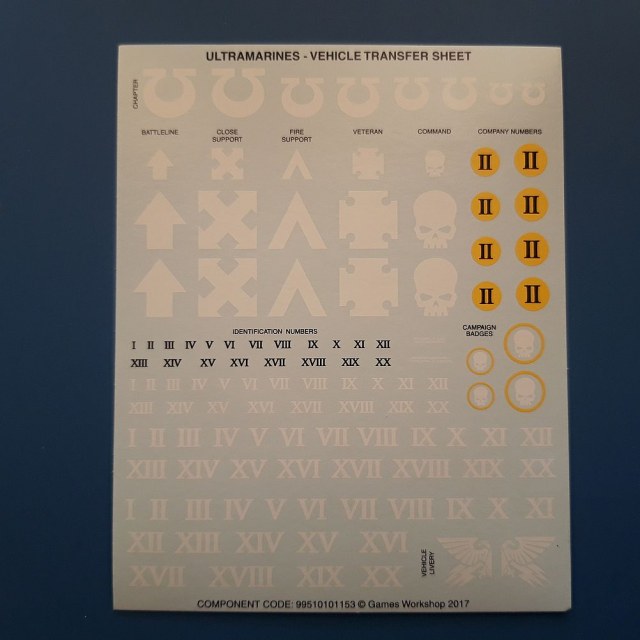 ULTRAMARINES - VEHICLE TRANSFER SHEET
CHAPTER
BATTLELINE CLOSE SUPPORT FIRE SUPPORT VETERAN COMMAND COMPANY NUMBERS
II II
II II
II II
II II
IDENTIFICATION NUMBERS
CAMPAIGN BADGES
I II III IV V VI VII VIII IX X XI XII
XIII XIV XV XVI XVII XVIII XIX XX
I II III IV V VI VII VIII IX X XI XII
XIII XIV XV XVI XVII XVIII XIX XX
I II III IV V VI VII VIII IX X XI XII
XIII XIV XV XVI XVII XVIII XIX XX
I II III IV V VI VII VIII IX X XI
XII XIII XIV XV XVI
VEHICLE LIVERY
XVII XVIII XIX XX
COMPONENT CODE: 99510101153 © Games Workshop 2017